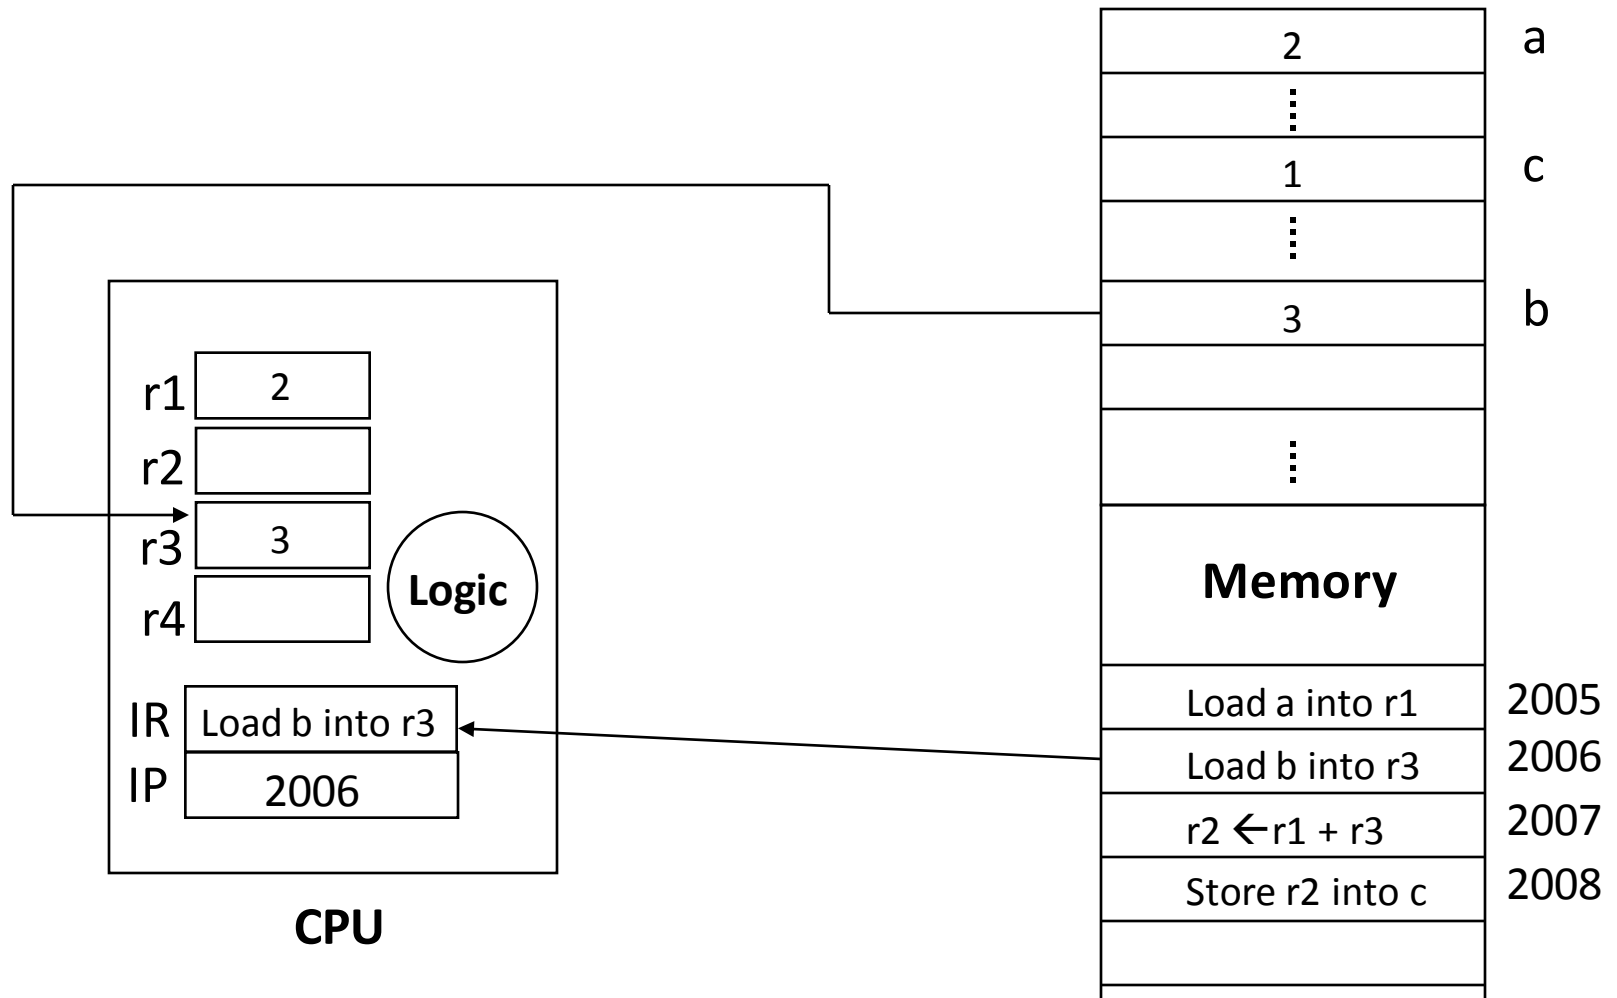 2 a
1 c
3 b
r1 2
r2
r3 3
r4
Logic
IR Load b into r3
IP 2006
CPU
Memory
Load a into r1 2005
Load b into r3 2006
r2 ← r1 + r3 2007
Store r2 into c 2008